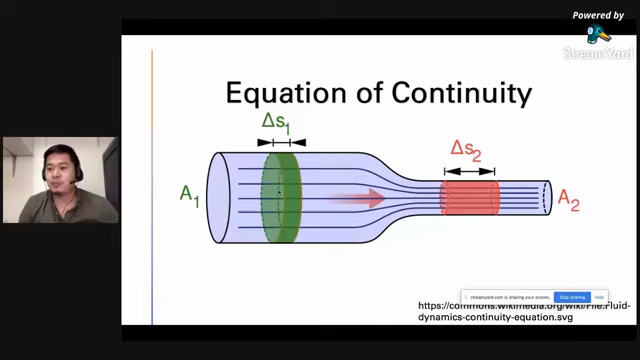 Powered by
StreamYard
Equation of Continuity
Δs1
Δs2
A1
A2
streamyard.com is sharing your screen.
Stop sharing
Hide
https://commons.wikimedia.org/wiki/File:Fluid-
dynamics-continuity-equation.svg